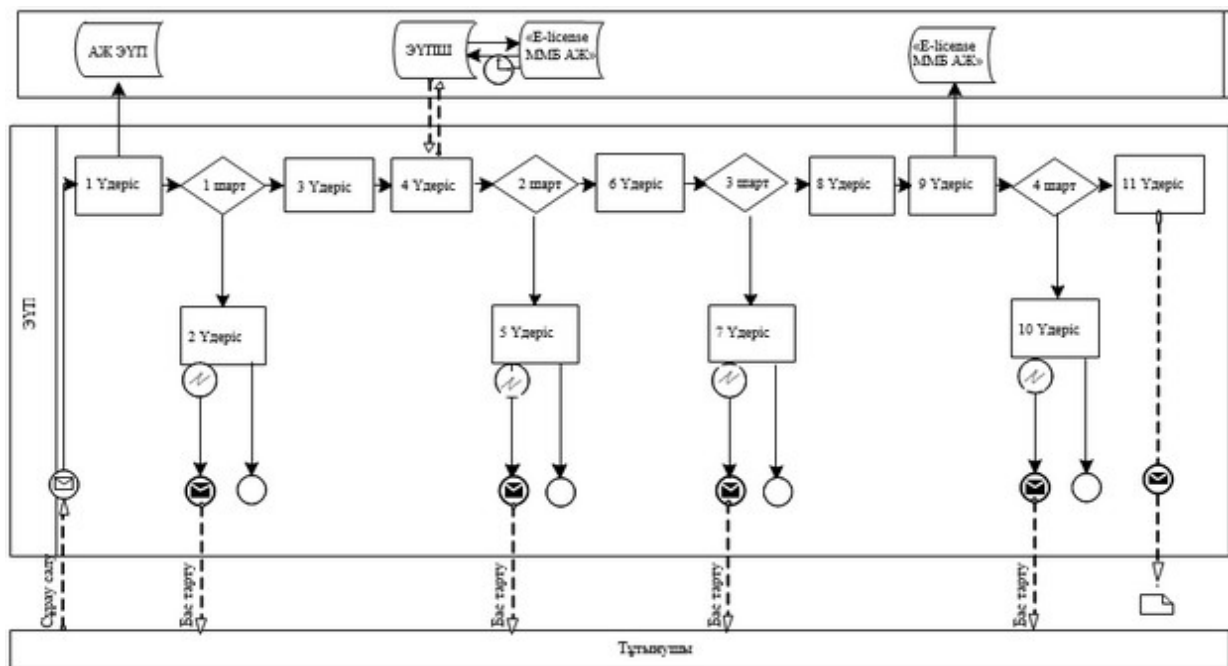 АЖ ЭҮП
ЭҮПШ
«E-license
ММБ АЖ»
«E-license
ММБ АЖ»
1 Үдеріс
1 шарт
3 Үдеріс
4 Үдеріс
2 шарт
6 Үдеріс
3 шарт
8 Үдеріс
9 Үдеріс
4 шарт
11 Үдеріс
ЭҮП
2 Үдеріс
5 Үдеріс
7 Үдеріс
10 Үдеріс
Сұрау салу
Бас тарту
Бас тарту
Бас тарту
Бас тарту
Тұтынушы